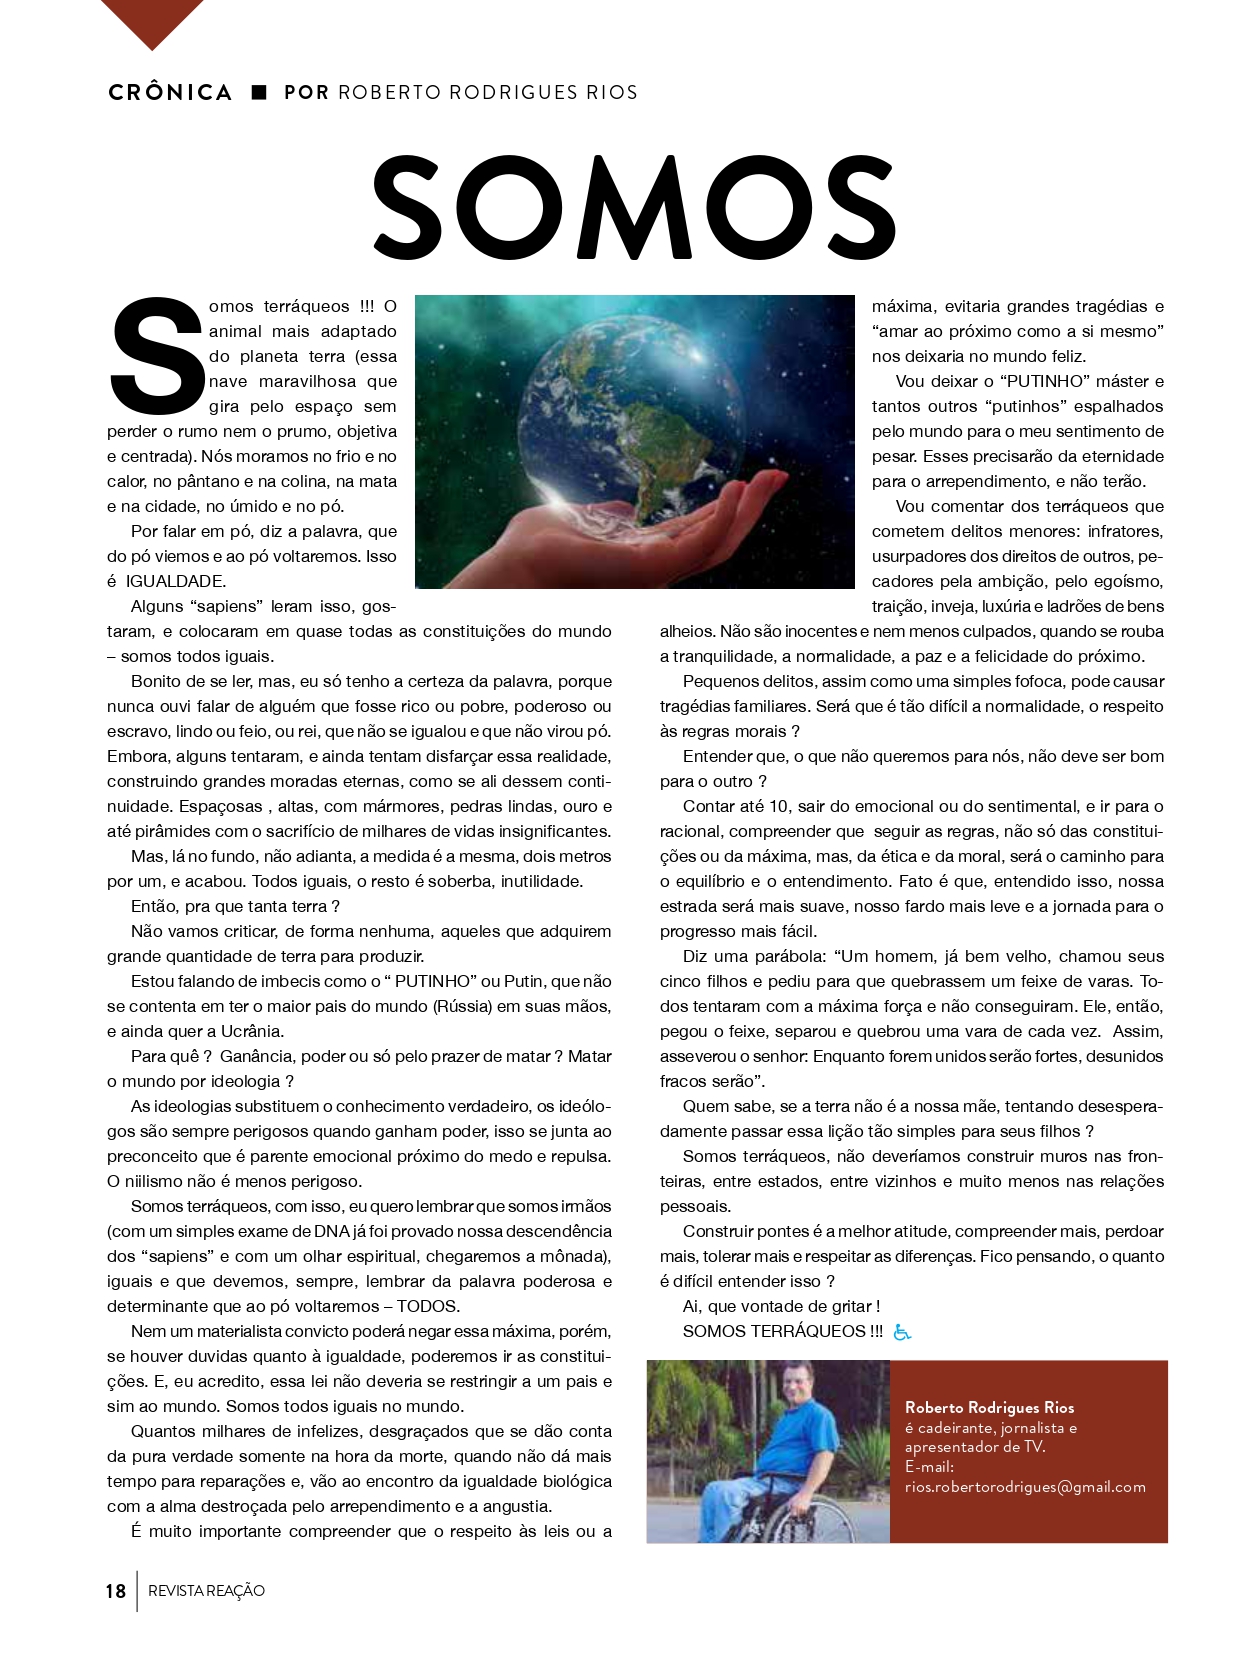 CRÔNICA ■ POR ROBERTO RODRIGUES RIOS
SOMOS
Somos terráqueos !!! O
animal mais adaptado
do planeta terra (essa
nave maravilhosa que
gira pelo espaço sem
perder o rumo nem o prumo, objetiva
e centrada). Nós moramos no frio e no
calor, no pântano e na colina, na mata
e na cidade, no úmido e no pó.
Por falar em pó, diz a palavra, que
do pó viemos e ao pó voltaremos. Isso
é IGUALDADE.
Alguns “sapiens” leram isso, gos-
taram, e colocaram em quase todas as constituições do mundo
– somos todos iguais.
Bonito de se ler, mas, eu só tenho a certeza da palavra, porque
nunca ouvi falar de alguém que fosse rico ou pobre, poderoso ou
escravo, lindo ou feio, ou rei, que não se igualou e que não virou pó.
Embora, alguns tentaram, e ainda tentam disfarçar essa realidade,
construindo grandes moradas eternas, como se ali dessem conti-
nuidade. Espaçosas , altas, com mármores, pedras lindas, ouro e
até pirâmides com o sacrifício de milhares de vidas insignificantes.
Mas, lá no fundo, não adianta, a medida é a mesma, dois metros
por um, e acabou. Todos iguais, o resto é soberba, inutilidade.
Então, pra que tanta terra ?
Não vamos criticar, de forma nenhuma, aqueles que adquirem
grande quantidade de terra para produzir.
Estou falando de imbecis como o “ PUTINHO” ou Putin, que não
se contenta em ter o maior pais do mundo (Rússia) em suas mãos,
e ainda quer a Ucrânia.
Para quê ? Ganância, poder ou só pelo prazer de matar ? Matar
o mundo por ideologia ?
As ideologias substituem o conhecimento verdadeiro, os ideólo-
gos são sempre perigosos quando ganham poder, isso se junta ao
preconceito que é parente emocional próximo do medo e repulsa.
O niilismo não é menos perigoso.
Somos terráqueos, com isso, eu quero lembrar que somos irmãos
(com um simples exame de DNA já foi provado nossa descendência
dos “sapiens” e com um olhar espiritual, chegaremos a mônada),
iguais e que devemos, sempre, lembrar da palavra poderosa e
determinante que ao pó voltaremos – TODOS.
Nem um materialista convicto poderá negar essa máxima, porém,
se houver duvidas quanto à igualdade, poderemos ir as constitui-
ções. E, eu acredito, essa lei não deveria se restringir a um pais e
sim ao mundo. Somos todos iguais no mundo.
Quantos milhares de infelizes, desgraçados que se dão conta
da pura verdade somente na hora da morte, quando não dá mais
tempo para reparações e, vão ao encontro da igualdade biológica
com a alma destroçada pelo arrependimento e a angustia.
É muito importante compreender que o respeito às leis ou a
máxima, evitaria grandes tragédias e
“amar ao próximo como a si mesmo”
nos deixaria no mundo feliz.
Vou deixar o “PUTINHO” máster e
tantos outros “putinhos” espalhados
pelo mundo para o meu sentimento de
pesar. Esses precisarão da eternidade
para o arrependimento, e não terão.
Vou comentar dos terráqueos que
cometem delitos menores: infratores,
usurpadores dos direitos de outros, pe-
cadores pela ambição, pelo egoísmo,
traição, inveja, luxúria e ladrões de bens
alheios. Não são inocentes e nem menos culpados, quando se rouba
a tranquilidade, a normalidade, a paz e a felicidade do próximo.
Pequenos delitos, assim como uma simples fofoca, pode causar
tragédias familiares. Será que é tão difícil a normalidade, o respeito
às regras morais ?
Entender que, o que não queremos para nós, não deve ser bom
para o outro ?
Contar até 10, sair do emocional ou do sentimental, e ir para o
racional, compreender que seguir as regras, não só das constitui-
ções ou da máxima, mas, da ética e da moral, será o caminho para
o equilíbrio e o entendimento. Fato é que, entendido isso, nossa
estrada será mais suave, nosso fardo mais leve e a jornada para o
progresso mais fácil.
Diz uma parábola: “Um homem, já bem velho, chamou seus
cinco filhos e pediu para que quebrassem um feixe de varas. To-
dos tentaram com a máxima força e não conseguiram. Ele, então,
pegou o feixe, separou e quebrou uma vara de cada vez. Assim,
asseverou o senhor: Enquanto forem unidos serão fortes, desunidos
fracos serão”.
Quem sabe, se a terra não é a nossa mãe, tentando desespera-
damente passar essa lição tão simples para seus filhos ?
Somos terráqueos, não deveríamos construir muros nas fron-
teiras, entre estados, entre vizinhos e muito menos nas relações
pessoais.
Construir pontes é a melhor atitude, compreender mais, perdoar
mais, tolerar mais e respeitar as diferenças. Fico pensando, o quanto
é difícil entender isso ?
Ai, que vontade de gritar !
SOMOS TERRÁQUEOS !!!
Roberto Rodrigues Rios
é cadeirante, jornalista e
apresentador de TV.
E-mail:
rios.robertorodrigues@gmail.com
18 REVISTA REAÇÃO